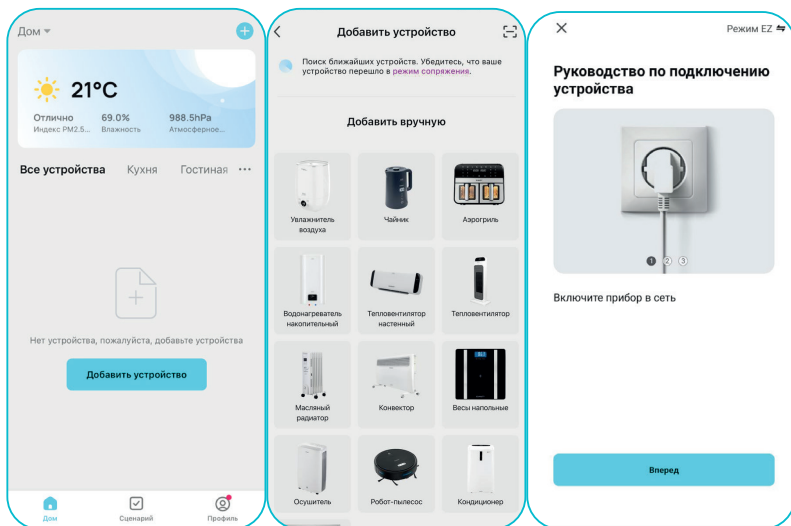 Дом
21°C
Отлично 69.0% 988.5hPa
Индекс PM2.5... Влажность Атмосферное...
Все устройства Кухня Гостиная ...
Нет устройства, пожалуйста, добавьте устройства
Добавить устройство
Дом Сценарий Профиль
Добавить устройство
Поиск ближайших устройств. Убедитесь, что ваше
устройство перешло в режим сопряжения.
Добавить вручную
Увлажнитель
воздуха
Чайник
Аэрогриль
Водонагреватель
накопительный
Тепловентилятор
настенный
Тепловентилятор
Масляный
радиатор
Конвектор
Весы напольные
Осушитель
Робот-пылесос
Кондиционер
Режим EZ
Руководство по подключению
устройства
1 2 3
Включите прибор в сеть
Вперед